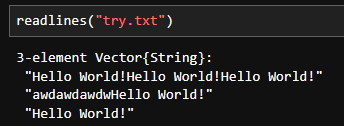 readlines("try.txt")
3-element Vector{String}:
"Hello World!Hello World!Hello World!"
"awdawdawdwHello World!"
"Hello World!"